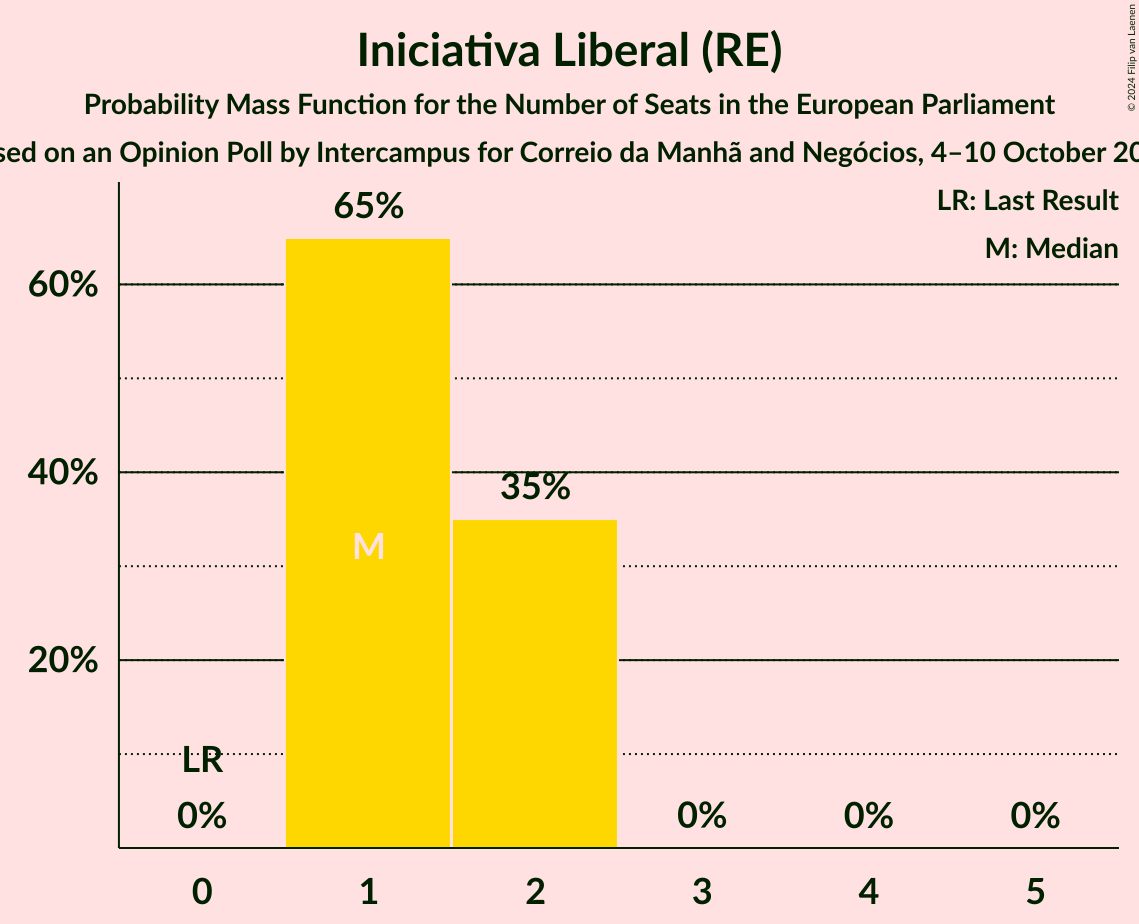 Iniciativa Liberal (RE)
Probability Mass Function for the Number of Seats in the European Parliament
on an Opinion Poll by Intercampus for Correio da Manhã and Negócios, 4–10 October
LR: Last Result
M: Median
65%
60%
40%
35%
M
20%
LR
0%
0%
0%
0%
0
1
2
3
4
5
© 2024 Filip van Laenen